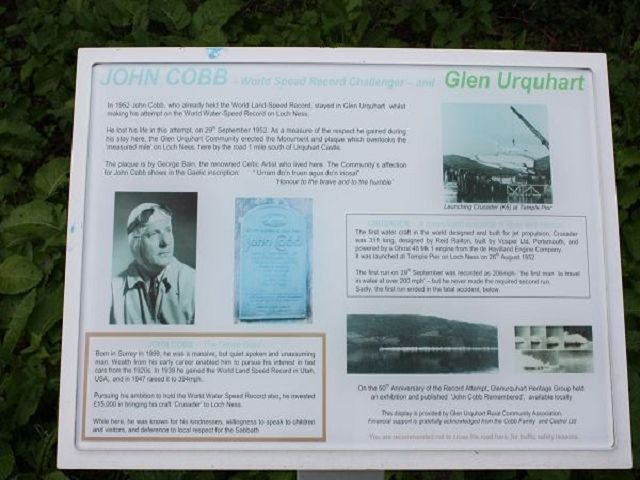 JOHN COBB - World Speed Record Challenger - and Glen Urquhart
In 1952 John Cobb, who already held the World Land-Speed Record, stayed in Glen Urquhart whilst
making his attempt on the World Water-Speed Record on Loch Ness.
He lost his life in this attempt, on 29th September 1952. As a measure of the respect he gained during
his stay here, the Glen Urquhart Community erected the Monument and plaque which overlooks the
'measured mile' on Loch Ness, here by the road 1 mile south of Urquhart Castle.
The plaque is by George Bain, the renowned Celtic Artist who lived here. The Community's affection
for John Cobb shows in the Gaelic inscription:
'Honour to the brave and to the humble'
Launching 'Crusader' (K6) at Temple Pier
John Cobb
The first water craft in the world designed and built for jet propulsion, Crusader
was 31ft long, designed by Reid Railton, built by Vosper Ltd, Portsmouth, and
powered by a Ghost 48 Mk 1 engine from the de Havilland Engine Company.
It was launched at Temple Pier on Loch Ness on 26th August 1952
The first run on 29th September was recorded as 206mph- 'the first man to travel
on water at over 200 mph' – but he never made the required second run.
Sadly, the first run ended in the fatal accident, below.
JOHN COBB – 'The Gentle Giant'
Born in Surrey in 1899, he was a massive, but quiet spoken and unassuming
man. Wealth from his early career enabled him to pursue his interest in fast
cars from the 1920s. In 1939 he gained the World Land Speed Record in Utah,
USA, and in 1947 raised it to 394mph.
Pursuing his ambition to hold the World Water Speed Record also, he invested
£15,000 in bringing his craft 'Crusader' to Loch Ness.
While here, he was known for his kindnesses, willingness to speak to children
and visitors, and deference to local respect for the Sabbath
On the 50th Anniversary of the Record Attempt, Glenurquhart Heritage Group held
an exhibition and published 'John Cobb Remembered', available locally
This display is provided by Glen Urquhart Rural Community Association.
Financial support is gratefully acknowledged from the Cobb Family and Castrol Ltd
You are recommended not to cross the road here, for traffic safety reasons